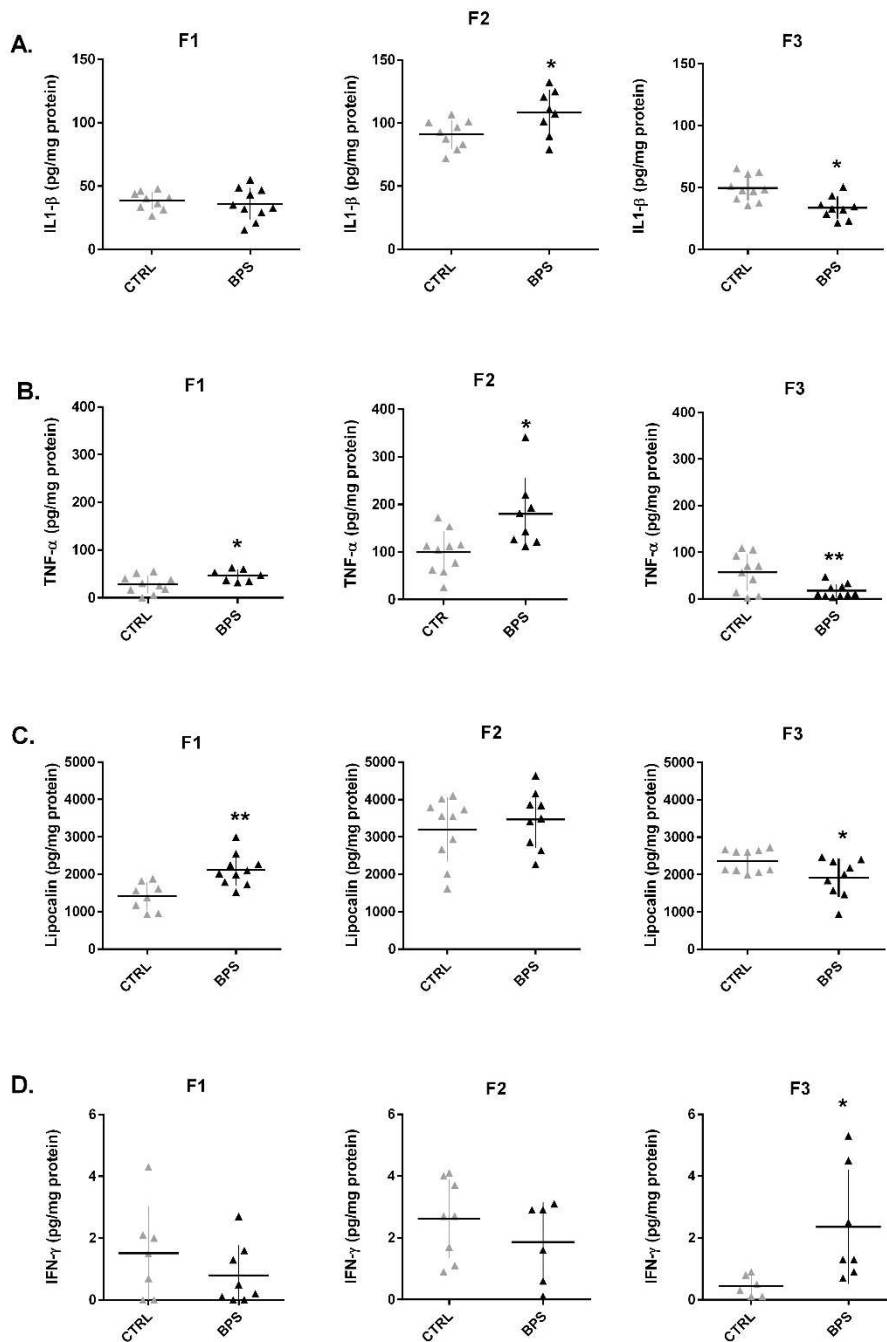 A.
F1
IL1-β (pg/mg protein)
150
100
50
0
CTRL
BPS
F2
IL1-β (pg/mg protein)
150
100
50
0
*
CTRL
BPS
F3
IL1-β (pg/mg protein)
150
100
50
0
*
CTRL
BPS
B.
F1
TNF-α (pg/mg protein)
400
300
200
100
0
*
CTRL
BPS
F2
TNF-α (pg/mg protein)
400
300
200
100
0
*
CTR
BPS
F3
TNF-α (pg/mg protein)
400
300
200
100
0
**
CTRL
BPS
C.
F1
Lipocalin (pg/mg protein)
5000
4000
3000
2000
1000
0
**
CTRL
BPS
F2
Lipocalin (pg/mg protein)
5000
4000
3000
2000
1000
0
CTRL
BPS
F3
Lipocalin (pg/mg protein)
5000
4000
3000
2000
1000
0
*
CTRL
BPS
D.
F1
IFN-γ (pg/mg protein)
6
4
2
0
CTRL
BPS
F2
IFN-γ (pg/mg protein)
6
4
2
0
CTRL
BPS
F3
IFN-γ (pg/mg protein)
6
4
2
0
*
CTRL
BPS